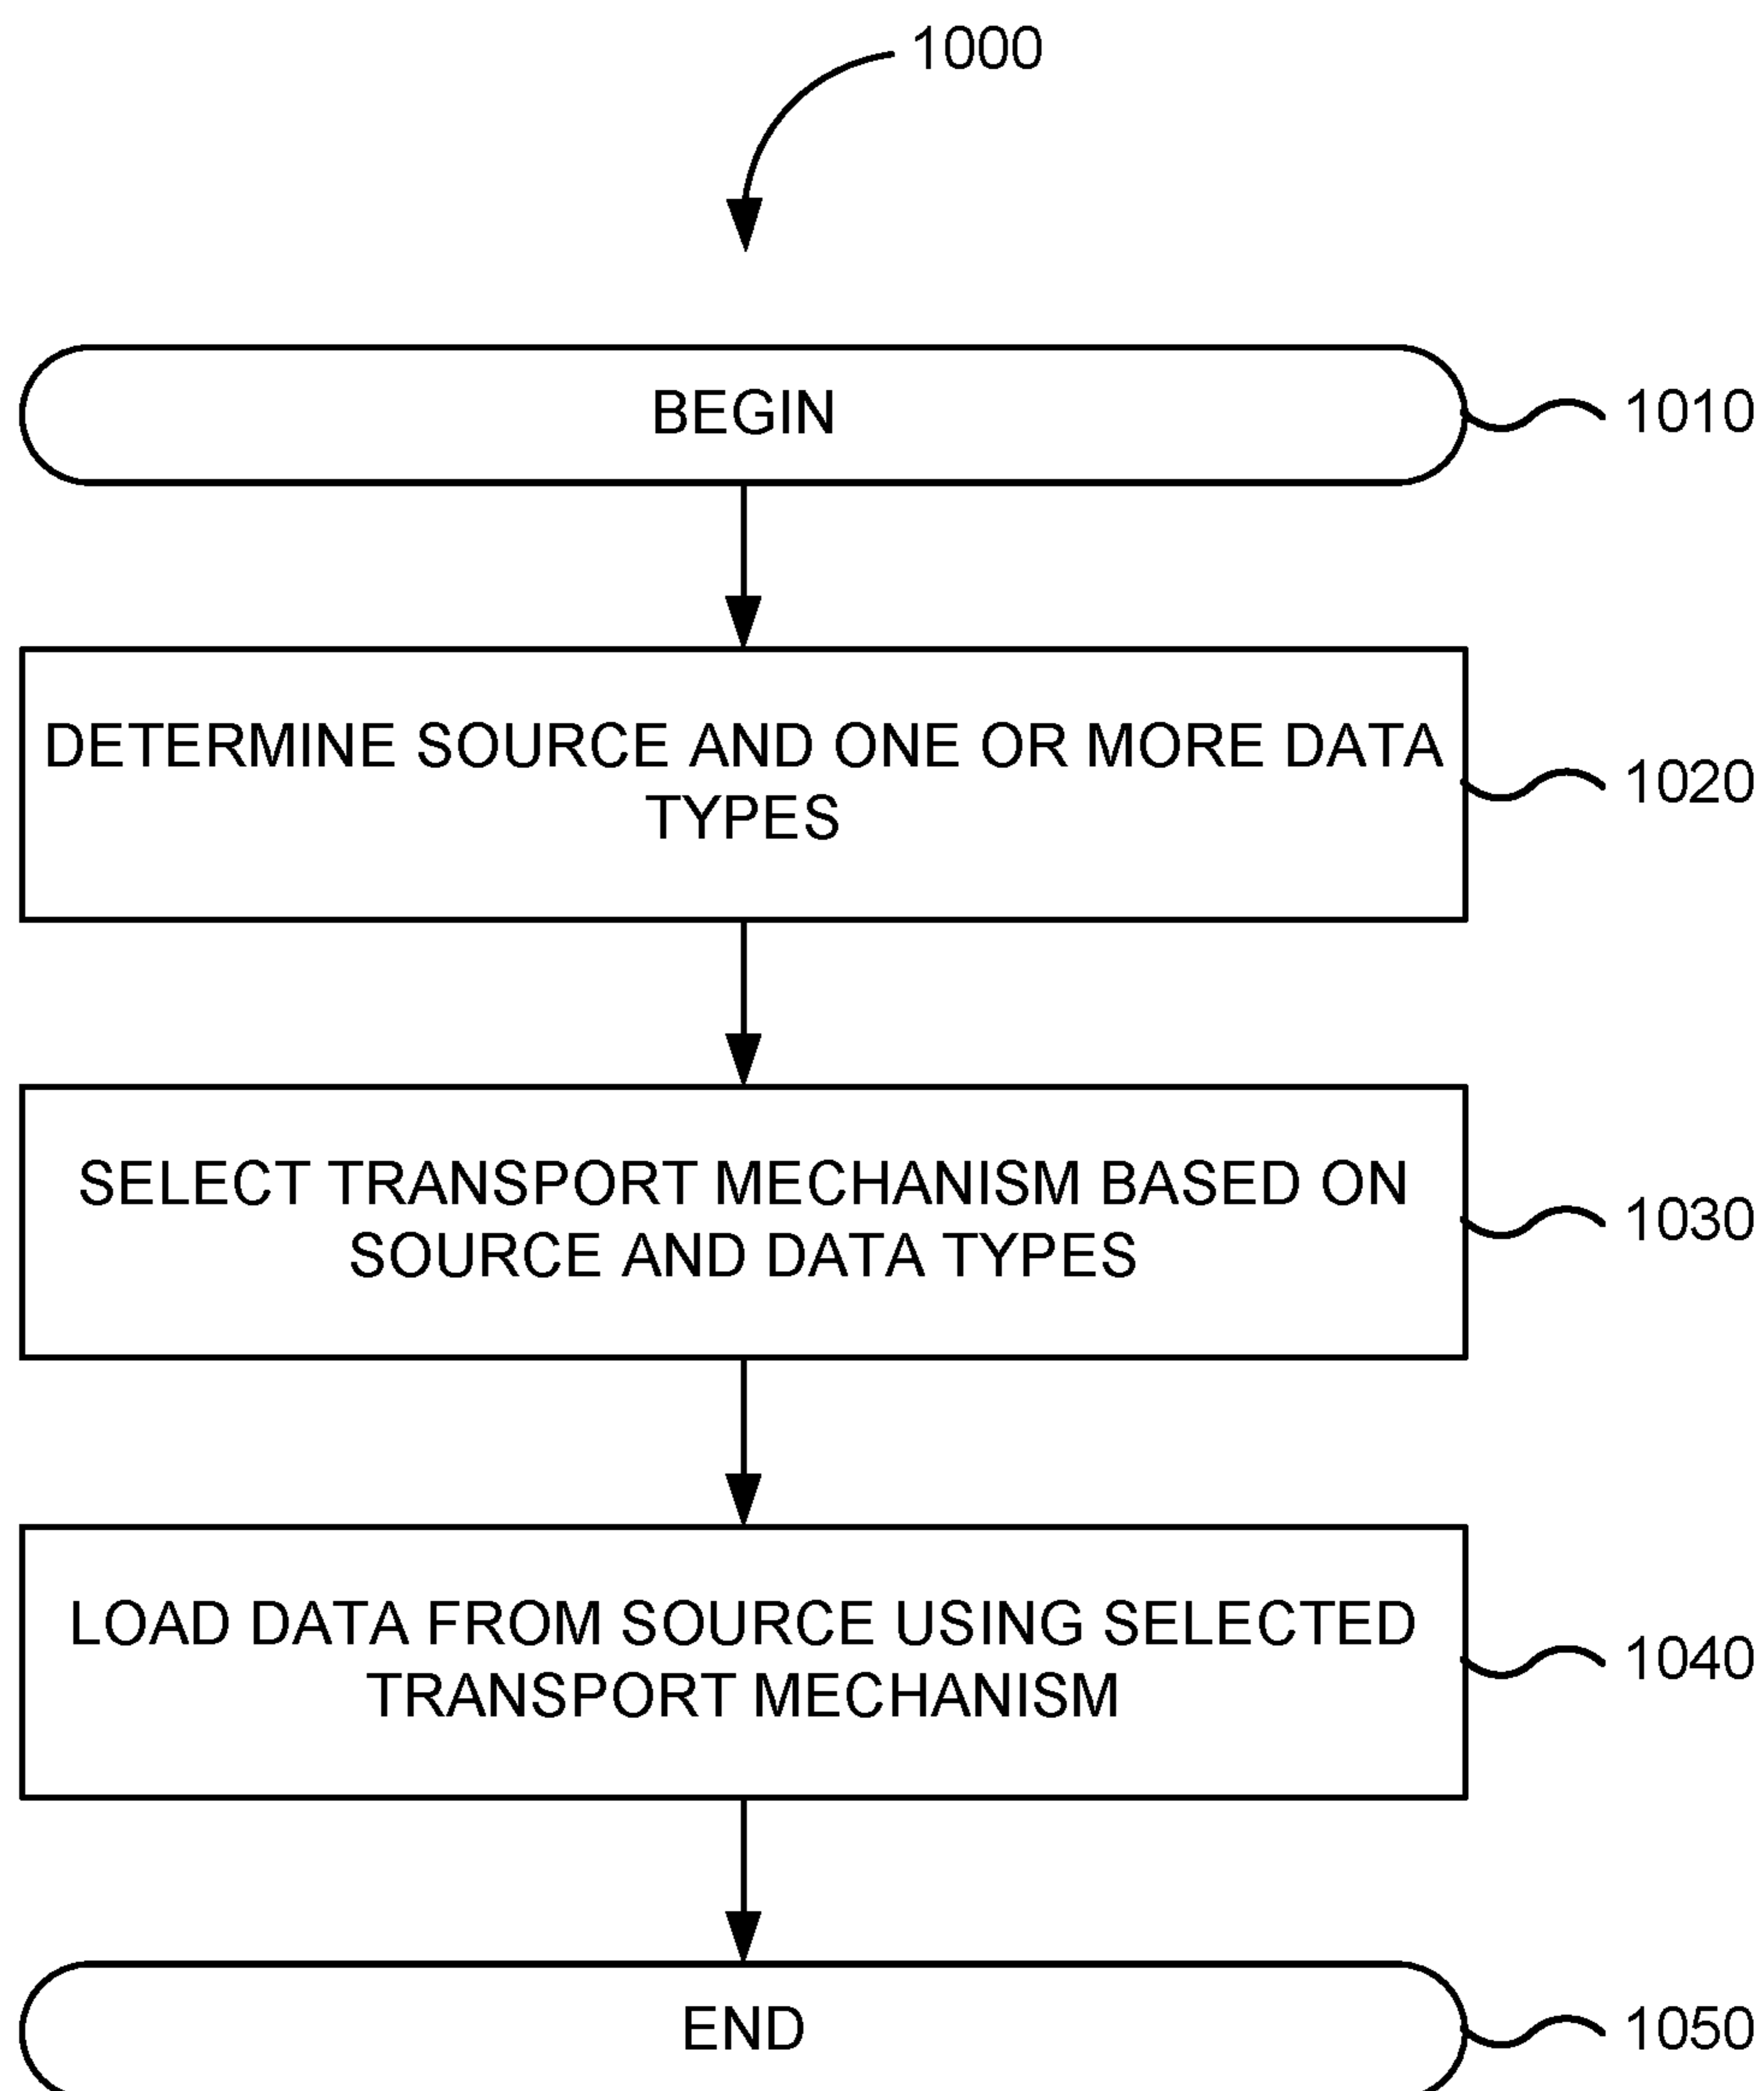 1000
BEGIN
1010
DETERMINE SOURCE AND ONE OR MORE DATA
TYPES
1020
SELECT TRANSPORT MECHANISM BASED ON
SOURCE AND DATA TYPES
1030
LOAD DATA FROM SOURCE USING SELECTED
TRANSPORT MECHANISM
1040
END
1050